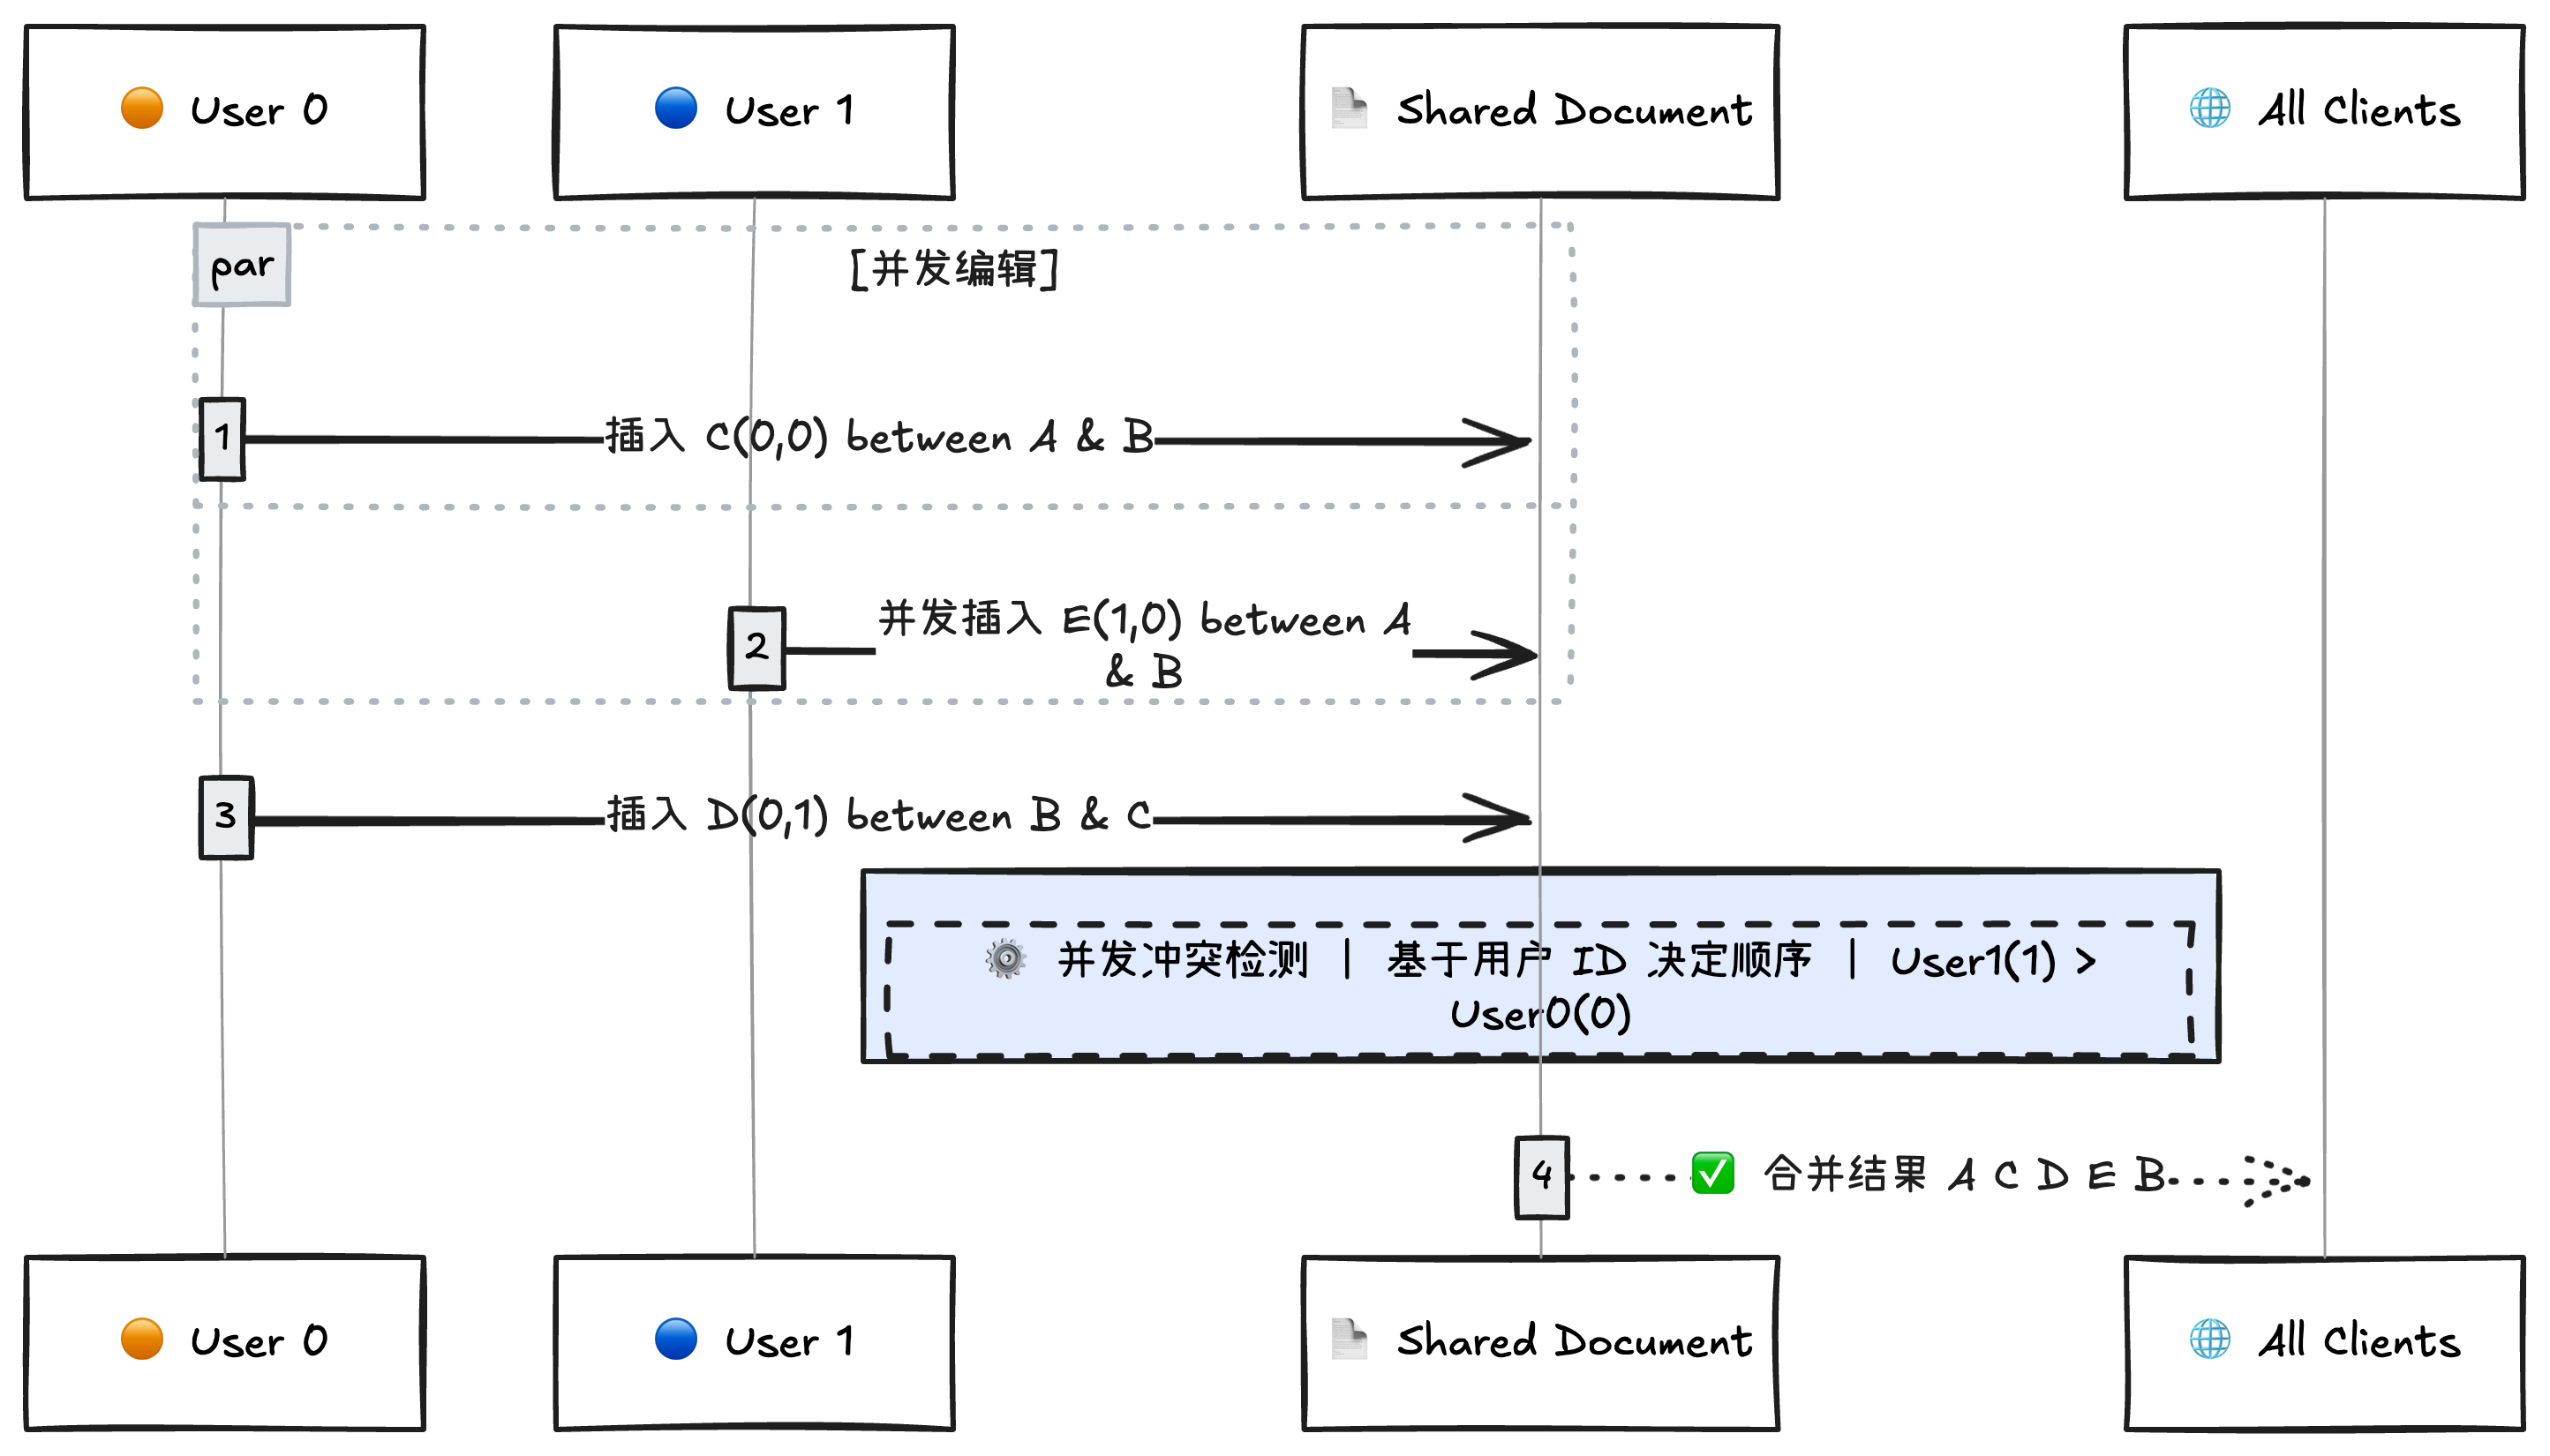 User 0
User 1
Shared Document
All Clients
par
[并发编辑]
1
插入 C(0,0) between A & B
2
并发插入 E(1,0) between A
& B
3
插入 D(0,1) between B & C
并发冲突检测 | 基于用户 ID 决定顺序 | User1(1) >
User0(0)
4
✅ 合并结果 A C D E B
User 0
User 1
Shared Document
All Clients